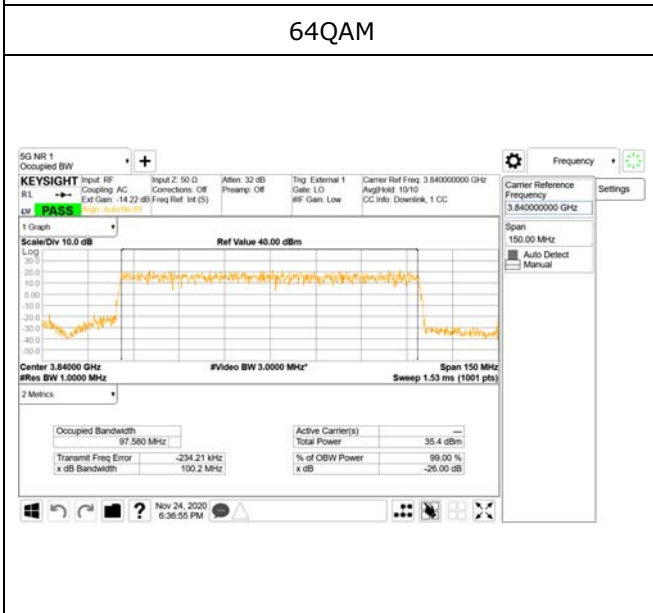 64QAM
5G NR 1
Occupied BW
Frequency
KEYSIGHT Input: RF Input Z: 50 Ω Atten: 32 dB Trig: External 1 Carrier Ref Freq: 3.840000000 GHz
RL Coupling: AC Corrections: Off Preamp: Off Gate: LO Avg|Hold: 10/10
Ext Gain: -14.22 dB Freq Ref: Int (S) #IF Gain: Low CC Info: Downlink, 1 CC
PASS Align: Auto/No RF
Carrier Reference
Frequency
3.840000000 GHz
Settings
Span
150.00 MHz
Auto Detect
Manual
1 Graph
Scale/Div 10.0 dB Ref Value 40.00 dBm
Log
30.0
20.0
10.0
0.00
-10.0
-20.0
-30.0
-40.0
-50.0
Center 3.84000 GHz #Video BW 3.0000 MHz* Span 150 MHz
#Res BW 1.0000 MHz Sweep 1.53 ms (1001 pts)
2 Metrics
Occupied Bandwidth Active Carrier(s) ---
97.580 MHz Total Power 35.4 dBm
Transmit Freq Error -234.21 kHz % of OBW Power 99.00 %
x dB Bandwidth 100.2 MHz x dB -26.00 dB
Nov 24, 2020
6:36:55 PM